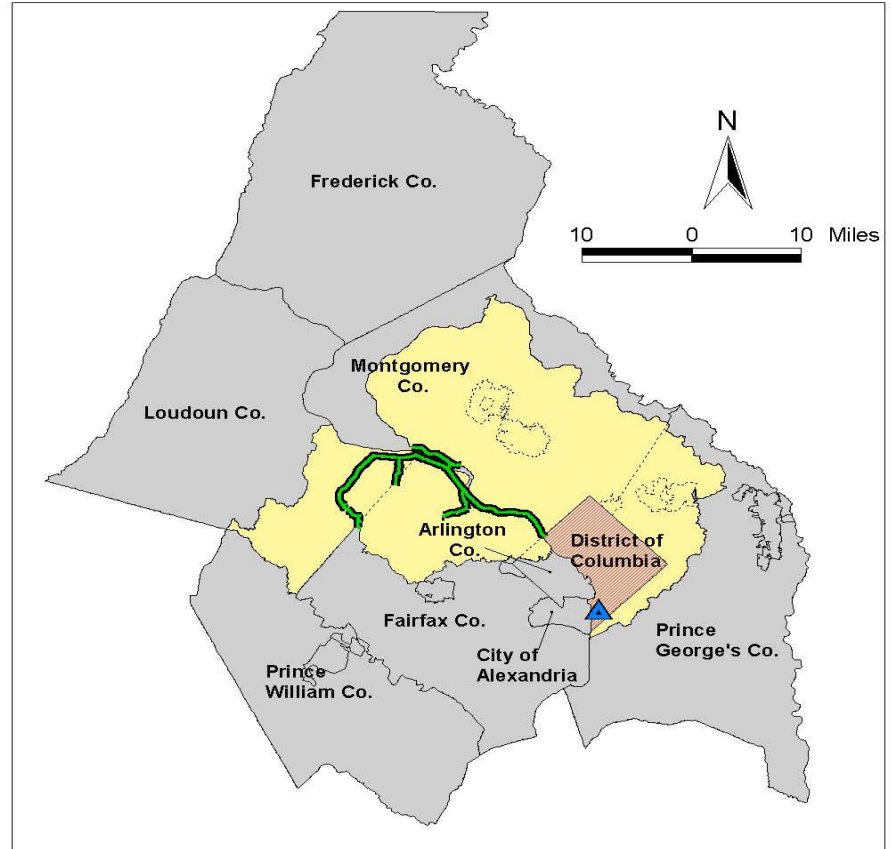 N
10 0 10 Miles
Frederick Co.
Montgomery
Co.
Loudoun Co.
Arlington
Co.
District of
Columbia
Fairfax Co.
Prince
George's Co.
City of
Alexandria
Prince
William Co.